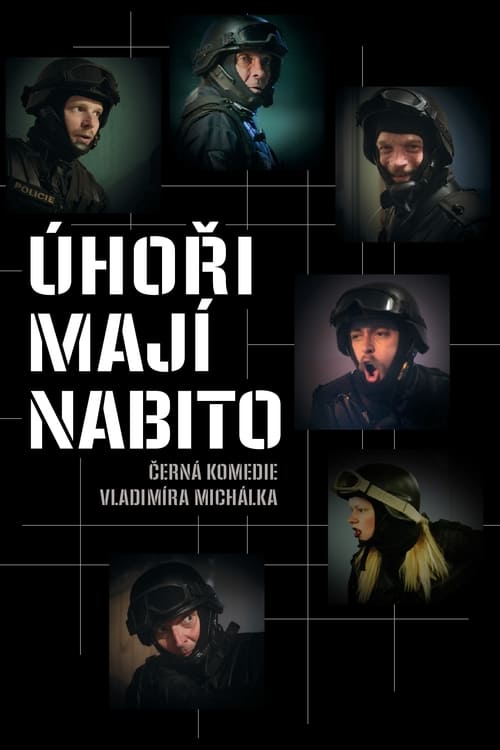 POLICIE
ÚHOŘI
MAJÍ
NABITO
ČERNÁ KOMEDIE
VLADIMÍRA MICHÁLKA